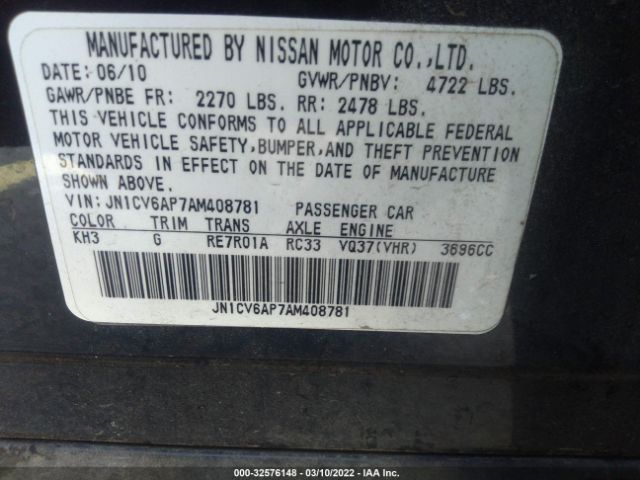 MANUFACTURED BY NISSAN MOTOR CO.,LTD.
DATE: 06/10 GVWR/PNBV: 4722 LBS.
GAWR/PNBE FR: 2270 LBS. RR: 2478 LBS.
THIS VEHICLE CONFORMS TO ALL APPLICABLE FEDERAL
MOTOR VEHICLE SAFETY,BUMPER,AND THEFT PREVENTION
STANDARDS IN EFFECT ON THE DATE OF MANUFACTURE
SHOWN ABOVE.
VIN: JN1CV6AP7AM408781 PASSENGER CAR
COLOR TRIM TRANS AXLE ENGINE
KH3 G RE7R01A RC33 VQ37(VHR) 3696CC
JN1CV6AP7AM408781
000-32576148 — 03/10/2022 — IAA Inc.